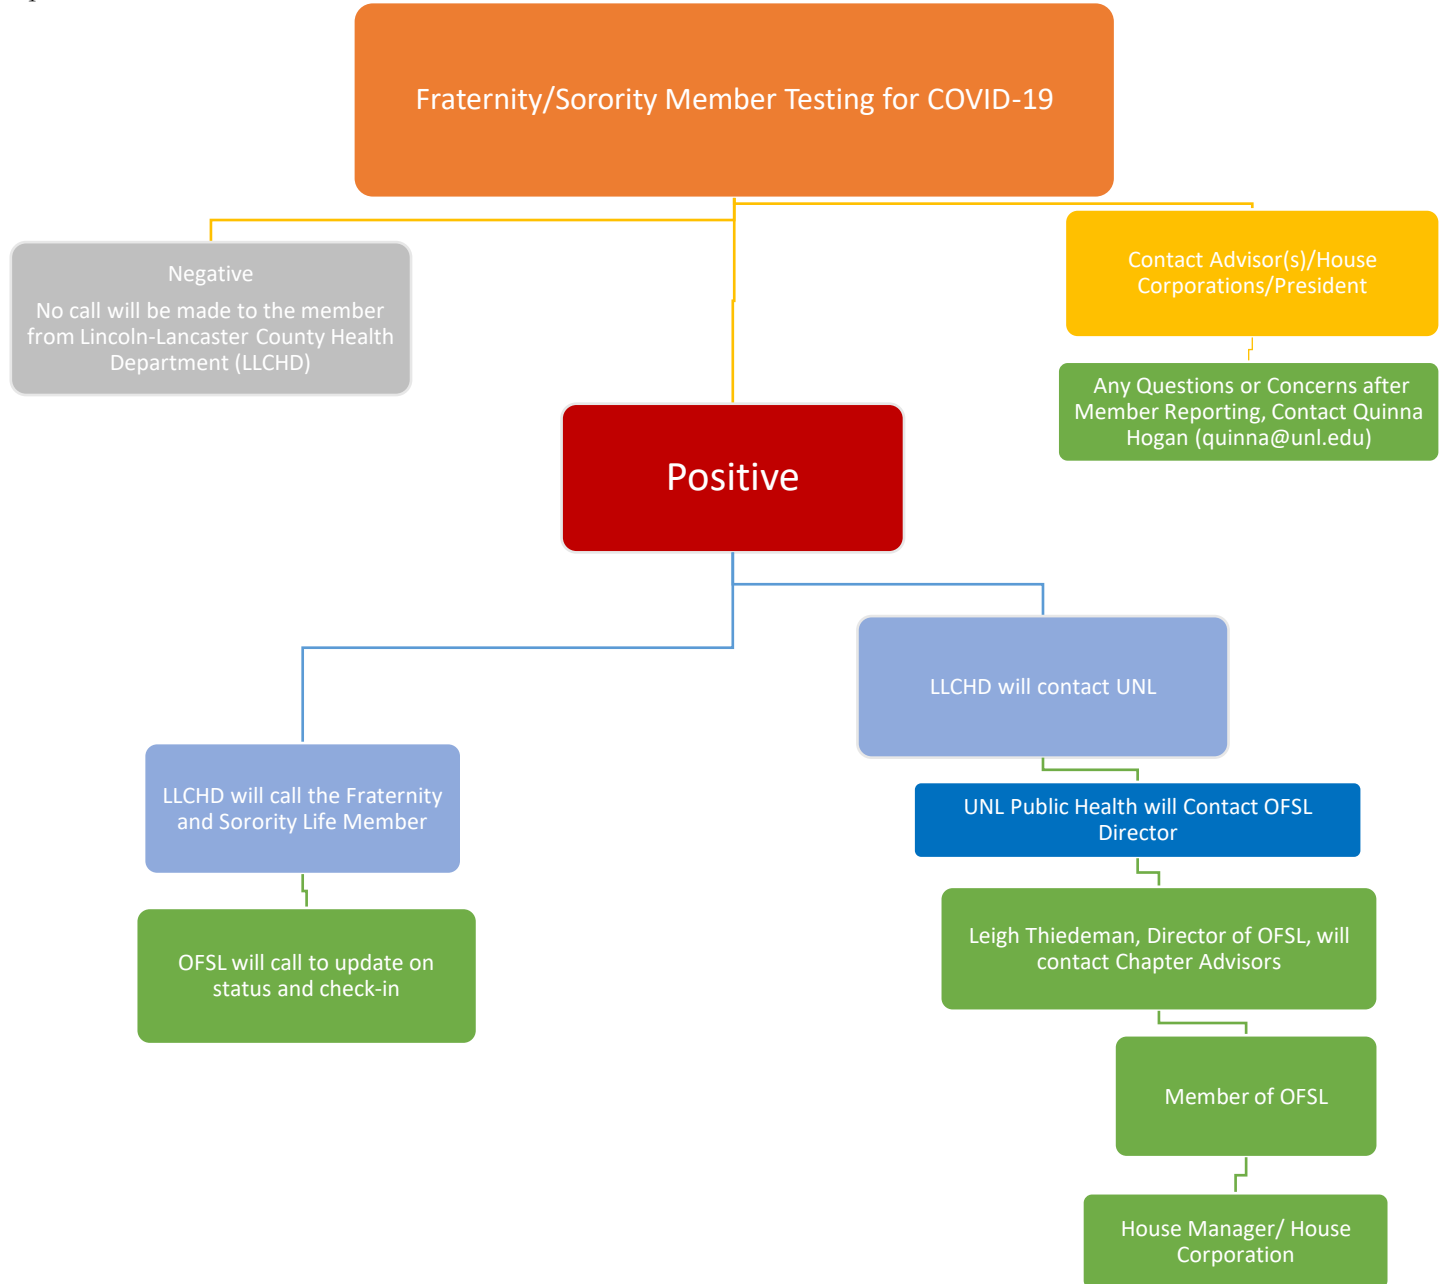 Fraternity/Sorority Member Testing for COVID-19
Negative
No call will be made to the member
from Lincoln-Lancaster County Health
Department (LLCHD)
Contact Advisor(s)/House
Corporations/President
Any Questions or Concerns after
Member Reporting, Contact Quinna
Hogan (quinna@unl.edu)
Positive
LLCHD will contact UNL
LLCHD will call the Fraternity
and Sorority Life Member
UNL Public Health will Contact OFSL
Director
OFSL will call to update on
status and check-in
Leigh Thiedeman, Director of OFSL, will
contact Chapter Advisors
Member of OFSL
House Manager/ House
Corporation